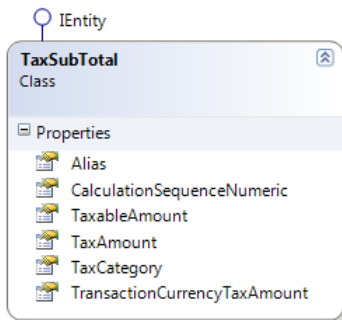 IEntity
TaxSubTotal
Class
Properties
Alias
CalculationSequenceNumeric
TaxableAmount
TaxAmount
TaxCategory
TransactionCurrencyTaxAmount